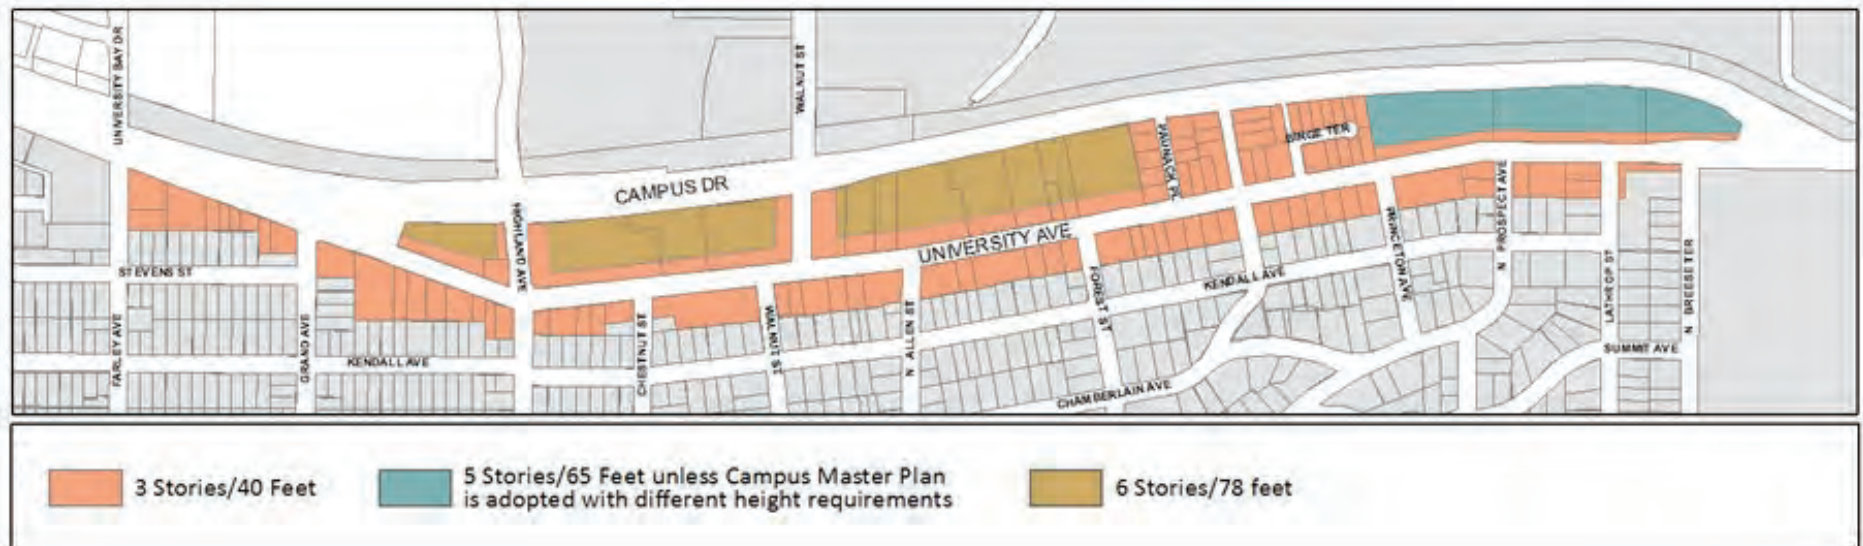 UNIVERSITY BAY DR
WALNUT ST
CAMPUS DR
HIGHLAND AVE
UNIVERSITY AVE
BIRGE TER
STEVENS ST
FARLEY AVE
GRAND AVE
KENDALL AVE
CHESTNUT ST
WALNUT ST
N ALLEN ST
FOREST ST
KENDALL AVE
CHAMBERLAIN AVE
PRINCETON AVE
N PROSPECT AVE
LATHROP ST
N BREESE TER
SUMMIT AVE
3 Stories/40 Feet
5 Stories/65 Feet unless Campus Master Plan
is adopted with different height requirements
6 Stories/78 feet